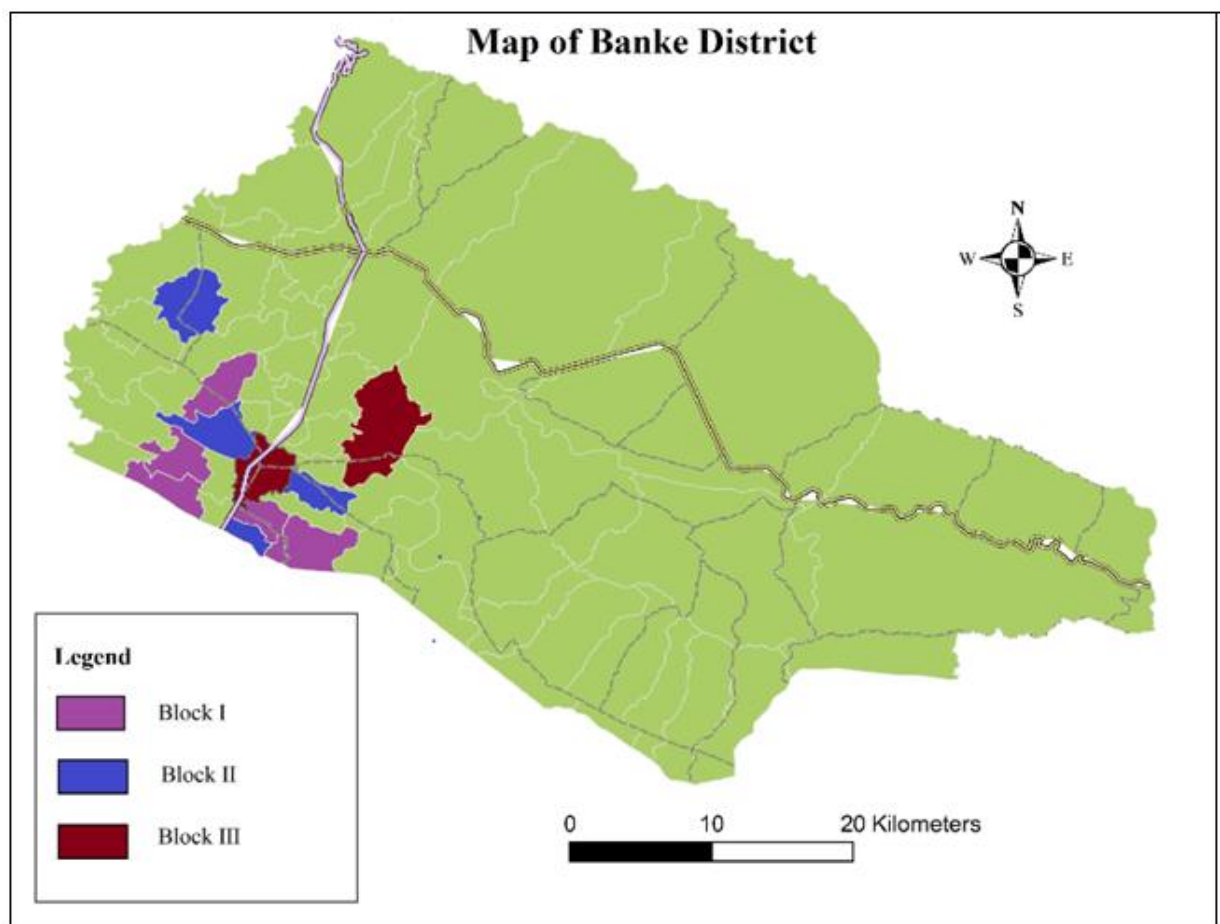 Map of Banke District
N
W E
S
Legend
Block I
Block II
Block III
0 10 20 Kilometers